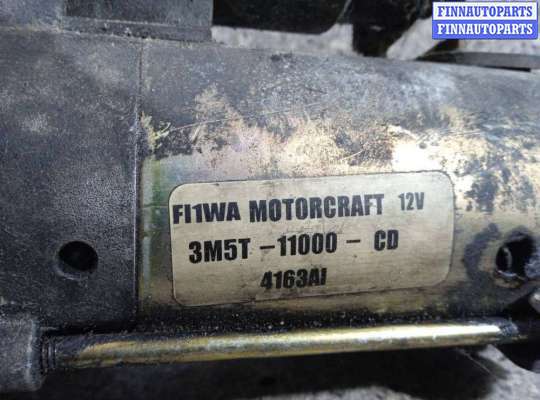 FINNAUTOPARTS
FINNAUTOPARTS
FI1WA MOTORCRAFT 12V
3M5T - 11000 - CD
4163AI